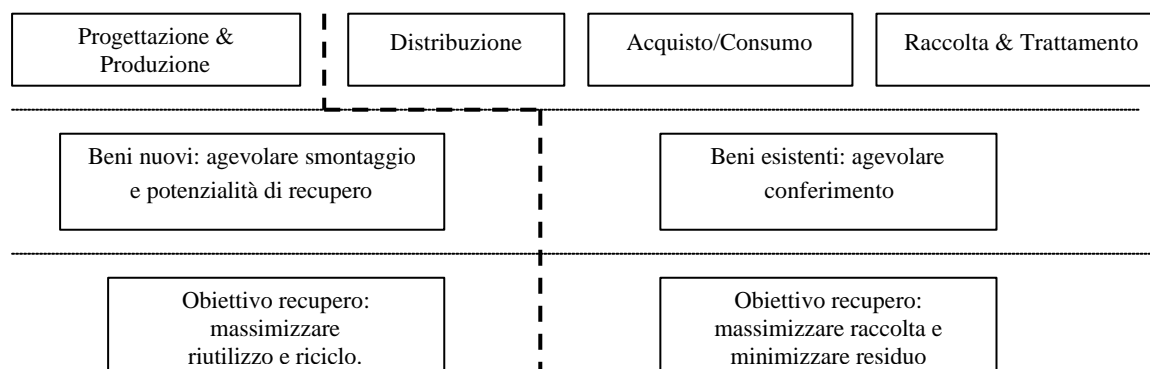 Progettazione &
Produzione
Distribuzione
Acquisto/Consumo
Raccolta & Trattamento
Beni nuovi: agevolare smontaggio
e potenzialità di recupero
Beni esistenti: agevolare
conferimento
Obiettivo recupero:
massimizzare
riutilizzo e riciclo.
Obiettivo recupero:
massimizzare raccolta e
minimizzare residuo